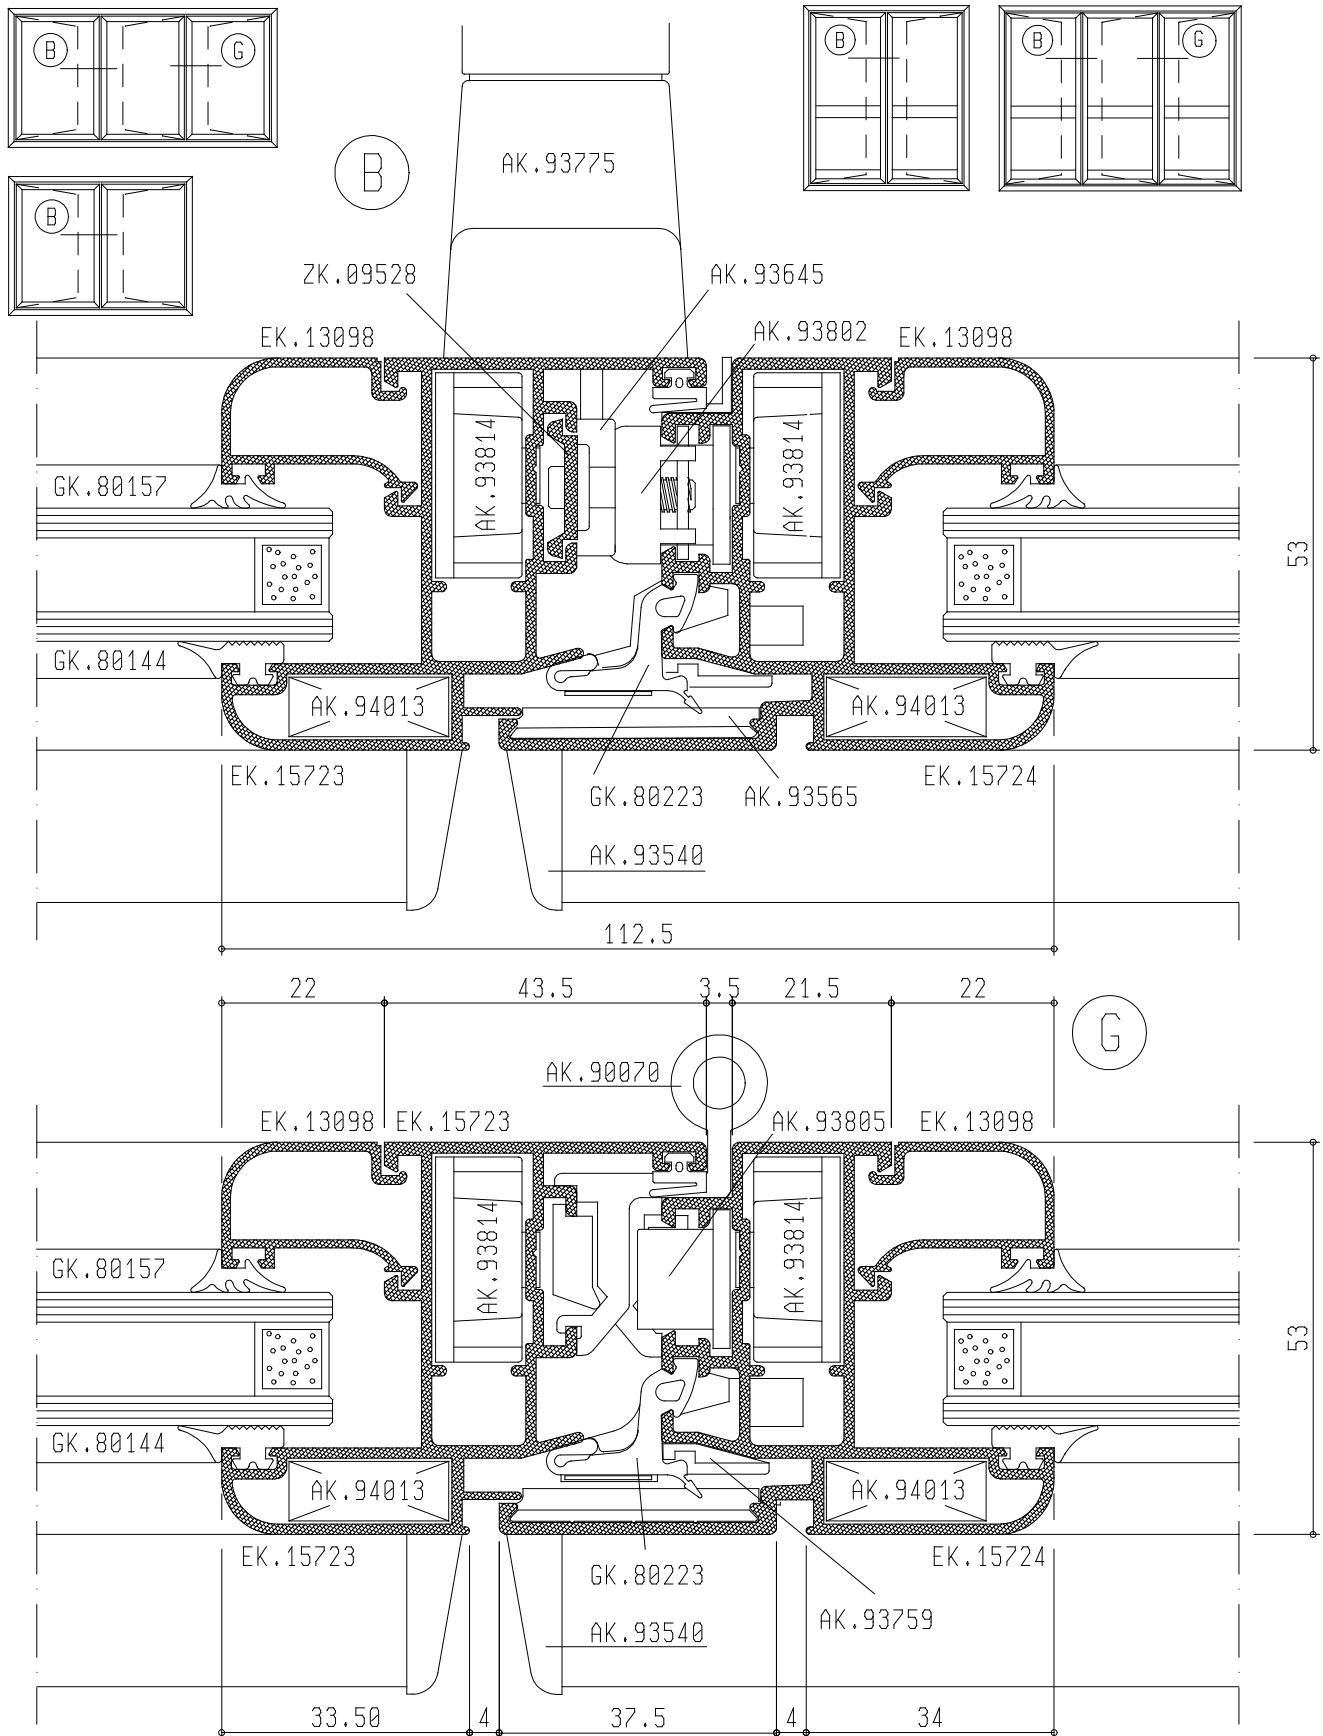 B G
B
B
B G
B
AK.93775
ZK.09528 AK.93645
AK.93802
EK.13098 EK.13098
AK.93814 AK.93814
GK.80157
53
GK.80144
AK.94013 AK.94013
EK.15723 EK.15724
GK.80223 AK.93565
AK.93540
112.5
22 43.5 3.5 21.5 22
G
AK.90070
EK.13098 EK.15723 AK.93805 EK.13098
AK.93814 AK.93814
GK.80157
53
GK.80144
AK.94013 AK.94013
EK.15723 EK.15724
GK.80223
AK.93759
AK.93540
33.50 4 37.5 4 34